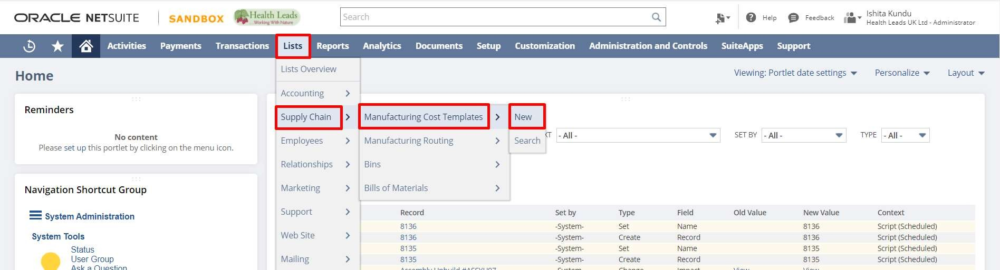 ORACLE NETSUITE SANDBOX Health Leads
...Working With Nature
Search
Help
Feedback
Ishita Kundu
Health Leads UK Ltd - Administrator
Activities Payments Transactions Lists Reports Analytics Documents Setup Customization Administration and Controls SuiteApps Support
Home
Viewing: Portlet date settings Personalize Layout
Lists Overview
Accounting
Supply Chain
Employees
Relationships
Marketing
Support
Web Site
Mailing
Manufacturing Cost Templates
Manufacturing Routing
Bins
Bills of Materials
New
Search
Reminders
No content
Please set up this portlet by clicking on the menu icon.
Navigation Shortcut Group
System Administration
System Tools
Status
User Group
Ask a Question
XT - All - SET BY - All - TYPE - All -
Record Set by Type Field Old Value New Value Context
8136 -System- Set Name 8136 Script (Scheduled)
8136 -System- Create Record 8136 Script (Scheduled)
8135 -System- Set Name 8135 Script (Scheduled)
8135 -System- Create Record 8135 Script (Scheduled)
Assembly Unbuild #ASSYU97 -System- Change Impact View View